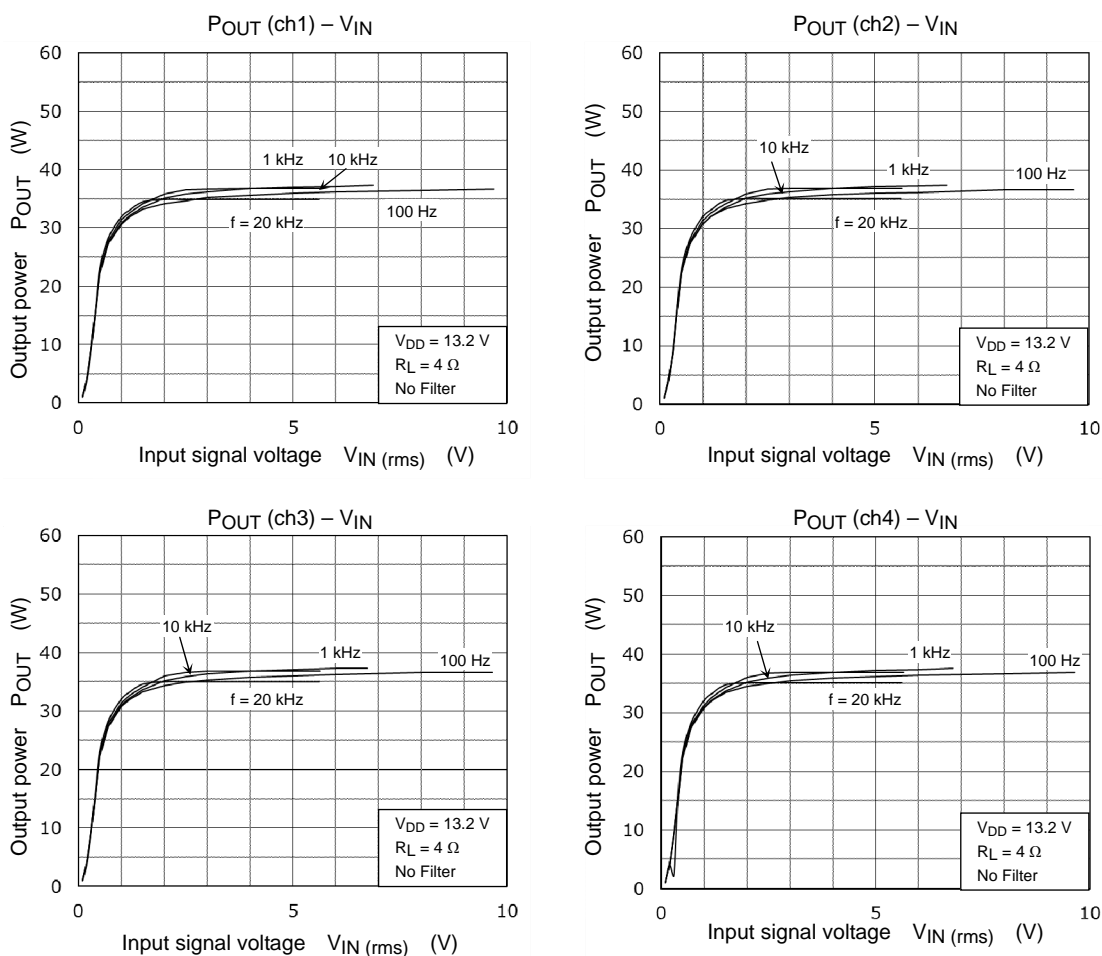 POUT (ch1) – VIN
Output power POUT (W)
60
50
40
30
20
10
0
1 kHz
10 kHz
100 Hz
f = 20 kHz
VDD = 13.2 V
RL = 4 Ω
No Filter
0
5
10
Input signal voltage VIN (rms) (V)
POUT (ch2) – VIN
Output power POUT (W)
60
50
40
30
20
10
0
10 kHz
1 kHz
100 Hz
f = 20 kHz
VDD = 13.2 V
RL = 4 Ω
No Filter
0
5
10
Input signal voltage VIN (rms) (V)
POUT (ch3) – VIN
Output power POUT (W)
60
50
40
30
20
10
0
10 kHz
1 kHz
100 Hz
f = 20 kHz
VDD = 13.2 V
RL = 4 Ω
No Filter
0
5
10
Input signal voltage VIN (rms) (V)
POUT (ch4) – VIN
Output power POUT (W)
60
50
40
30
20
10
0
10 kHz
1 kHz
100 Hz
f = 20 kHz
VDD = 13.2 V
RL = 4 Ω
No Filter
0
5
10
Input signal voltage VIN (rms) (V)